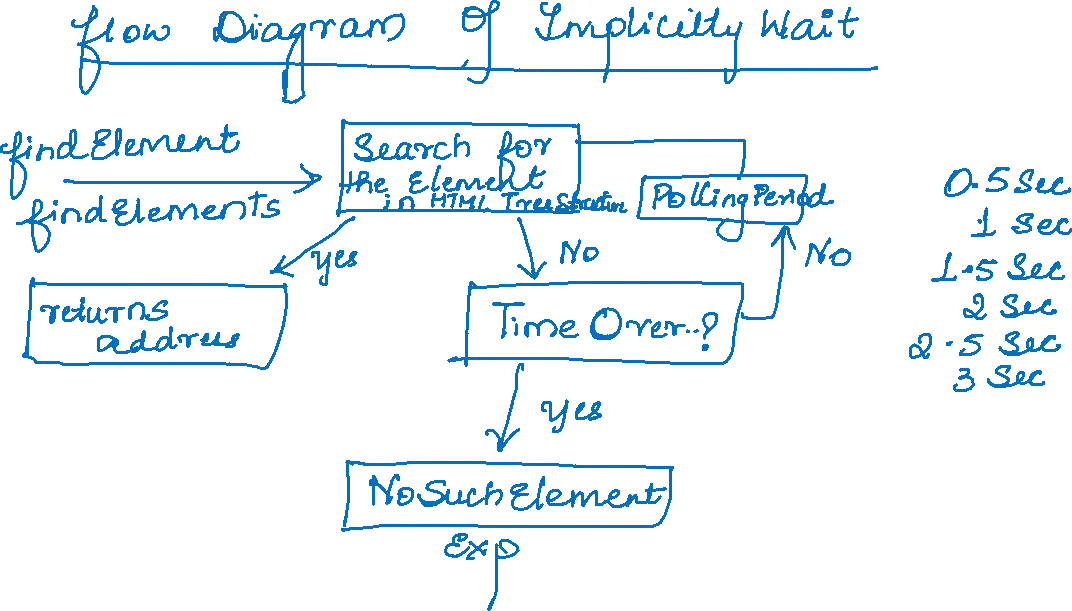 flow Diagram Of Implicilty Wait
findElement
findElements
Search for
the Element
in HTML Tree Structure
Polling Period
0.5 Sec
1 Sec
1.5 Sec
2 Sec
2.5 Sec
3 Sec
Yes
No
No
returns
address
Time Over..?
Yes
NoSuchElement
Exp